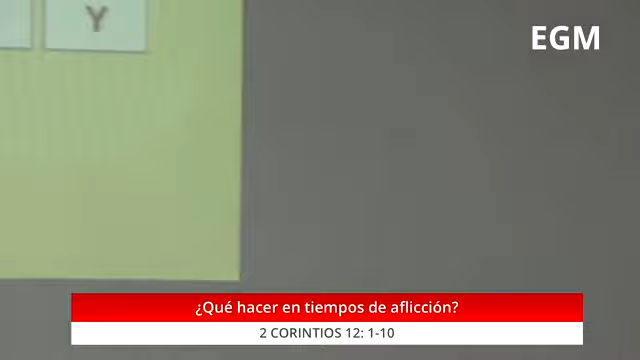 Y
EGM
¿Qué hacer en tiempos de aflicción?
2 CORINTIOS 12: 1-10